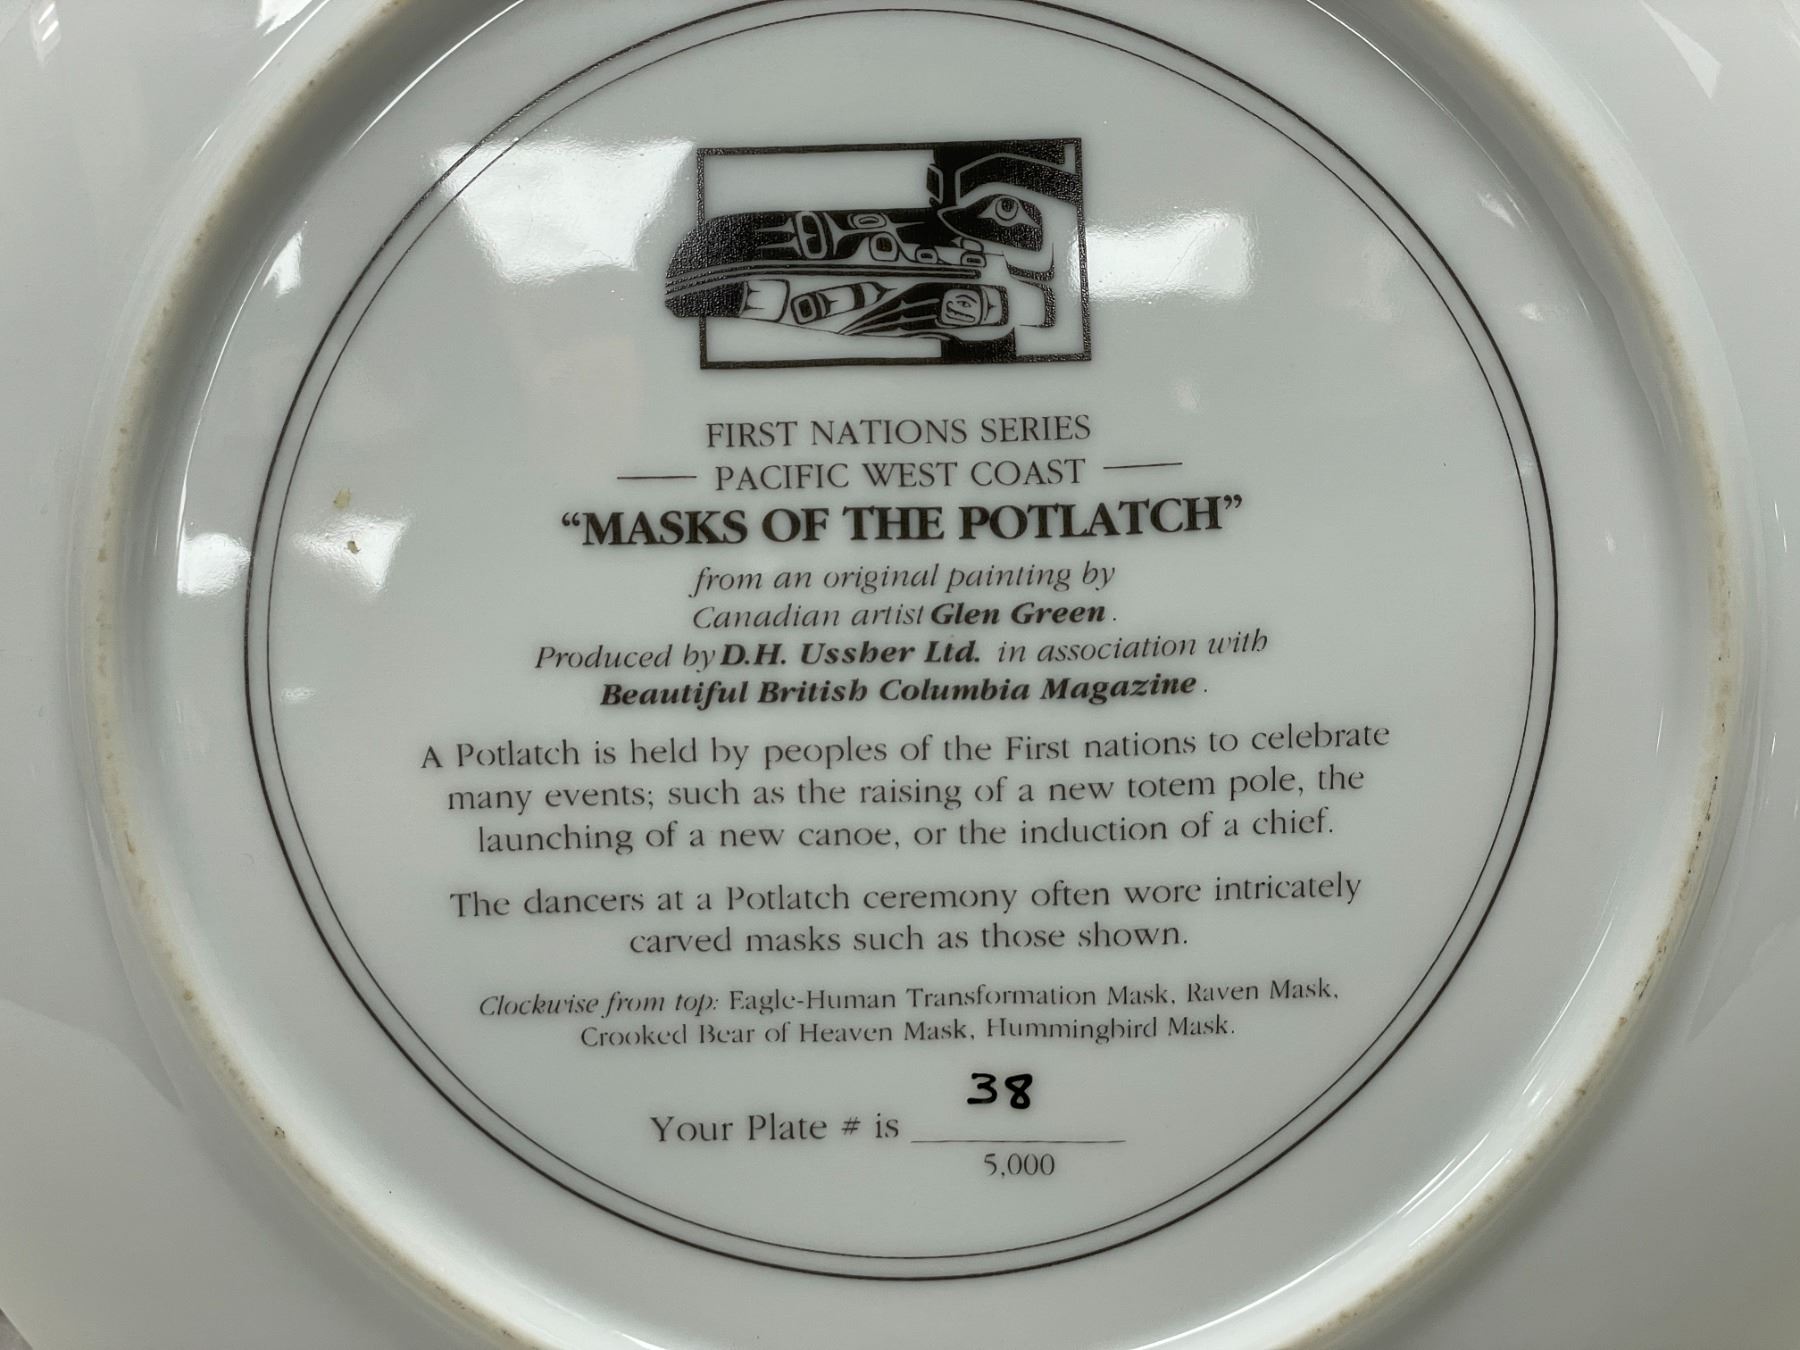 FIRST NATIONS SERIES
— PACIFIC WEST COAST —
“MASKS OF THE POTLATCH”
from an original painting by
Canadian artist Glen Green.
Produced by D.H. Ussher Ltd. in association with
Beautiful British Columbia Magazine.
A Potlatch is held by peoples of the First nations to celebrate
many events; such as the raising of a new totem pole, the
launching of a new canoe, or the induction of a chief.
The dancers at a Potlatch ceremony often wore intricately
carved masks such as those shown.
Clockwise from top: Eagle-Human Transformation Mask, Raven Mask,
Crooked Bear of Heaven Mask, Hummingbird Mask.
38
Your Plate # is
5,000